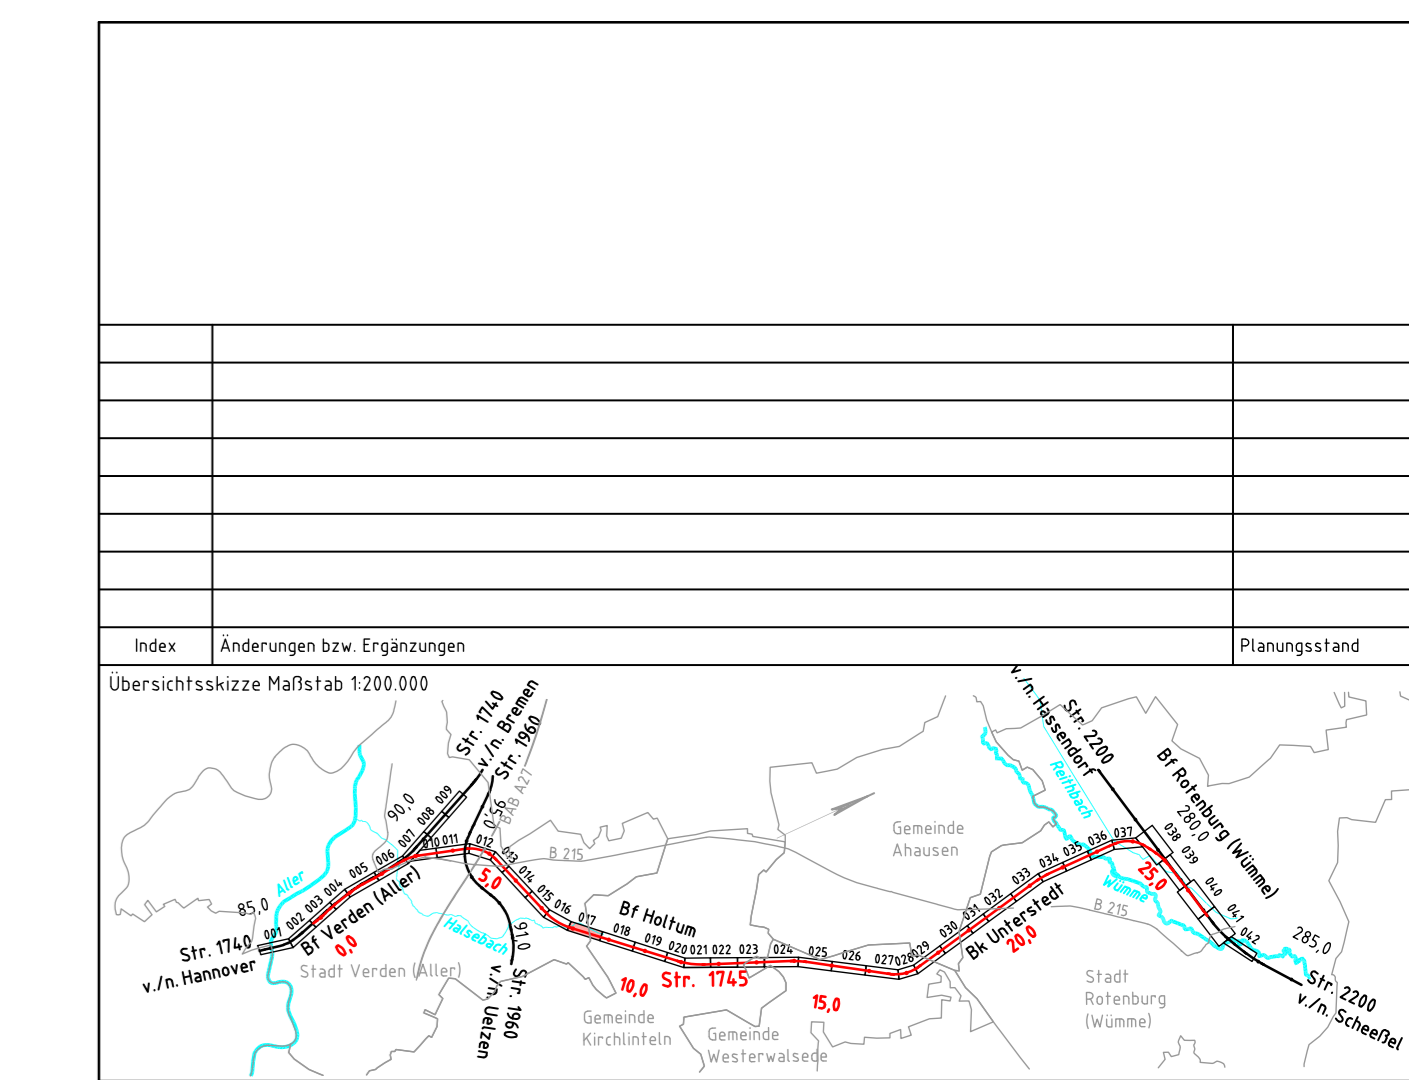 Index
Änderungen bzw. Ergänzungen
Planungsstand
Übersichtsskizze Maßstab 1:200.000
Str. 1740
v./n. Bremen
Str. 1960
95,0
BAB A27
90,0
85,0
Aller
Str. 1740
v./n. Hannover
001
002
003
004
005
006
007
008
009
010
011
012
013
014
015
016
017
018
019
020
021
022
023
024
025
026
027
028
029
030
031
032
033
034
035
036
037
038
039
040
041
042
Bf Verden (Aller)
0,0
Stadt Verden (Aller)
Halsebach
5,0
91,0
Str. 1960
v./n. Uelzen
B 215
Bf Holtum
Str. 1745
10,0
15,0
Gemeinde
Kirchlinteln
Gemeinde
Westerwalsede
Gemeinde
Ahausen
Bk Unterstedt
20,0
v./n. Hassendorf
Str. 2200
Reithbach
Wümme
B 215
25,0
Bf Rotenburg (Wümme)
280,0
285,0
Str. 2200
v./n. Scheeßel
Stadt
Rotenburg
(Wümme)